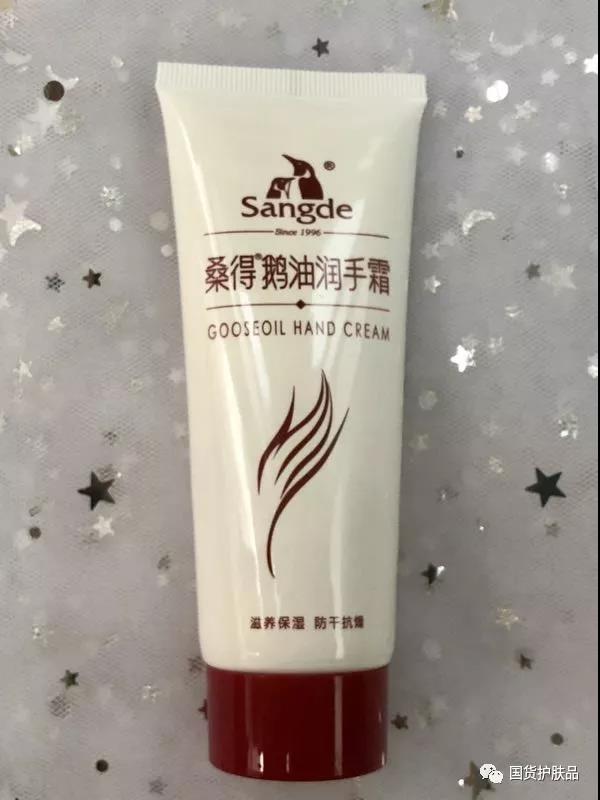 ®
Sangde
Since 1996
桑得®鹅油润手霜
GOOSEOIL HAND CREAM
滋养保湿 防干抗燥
国货护肤品